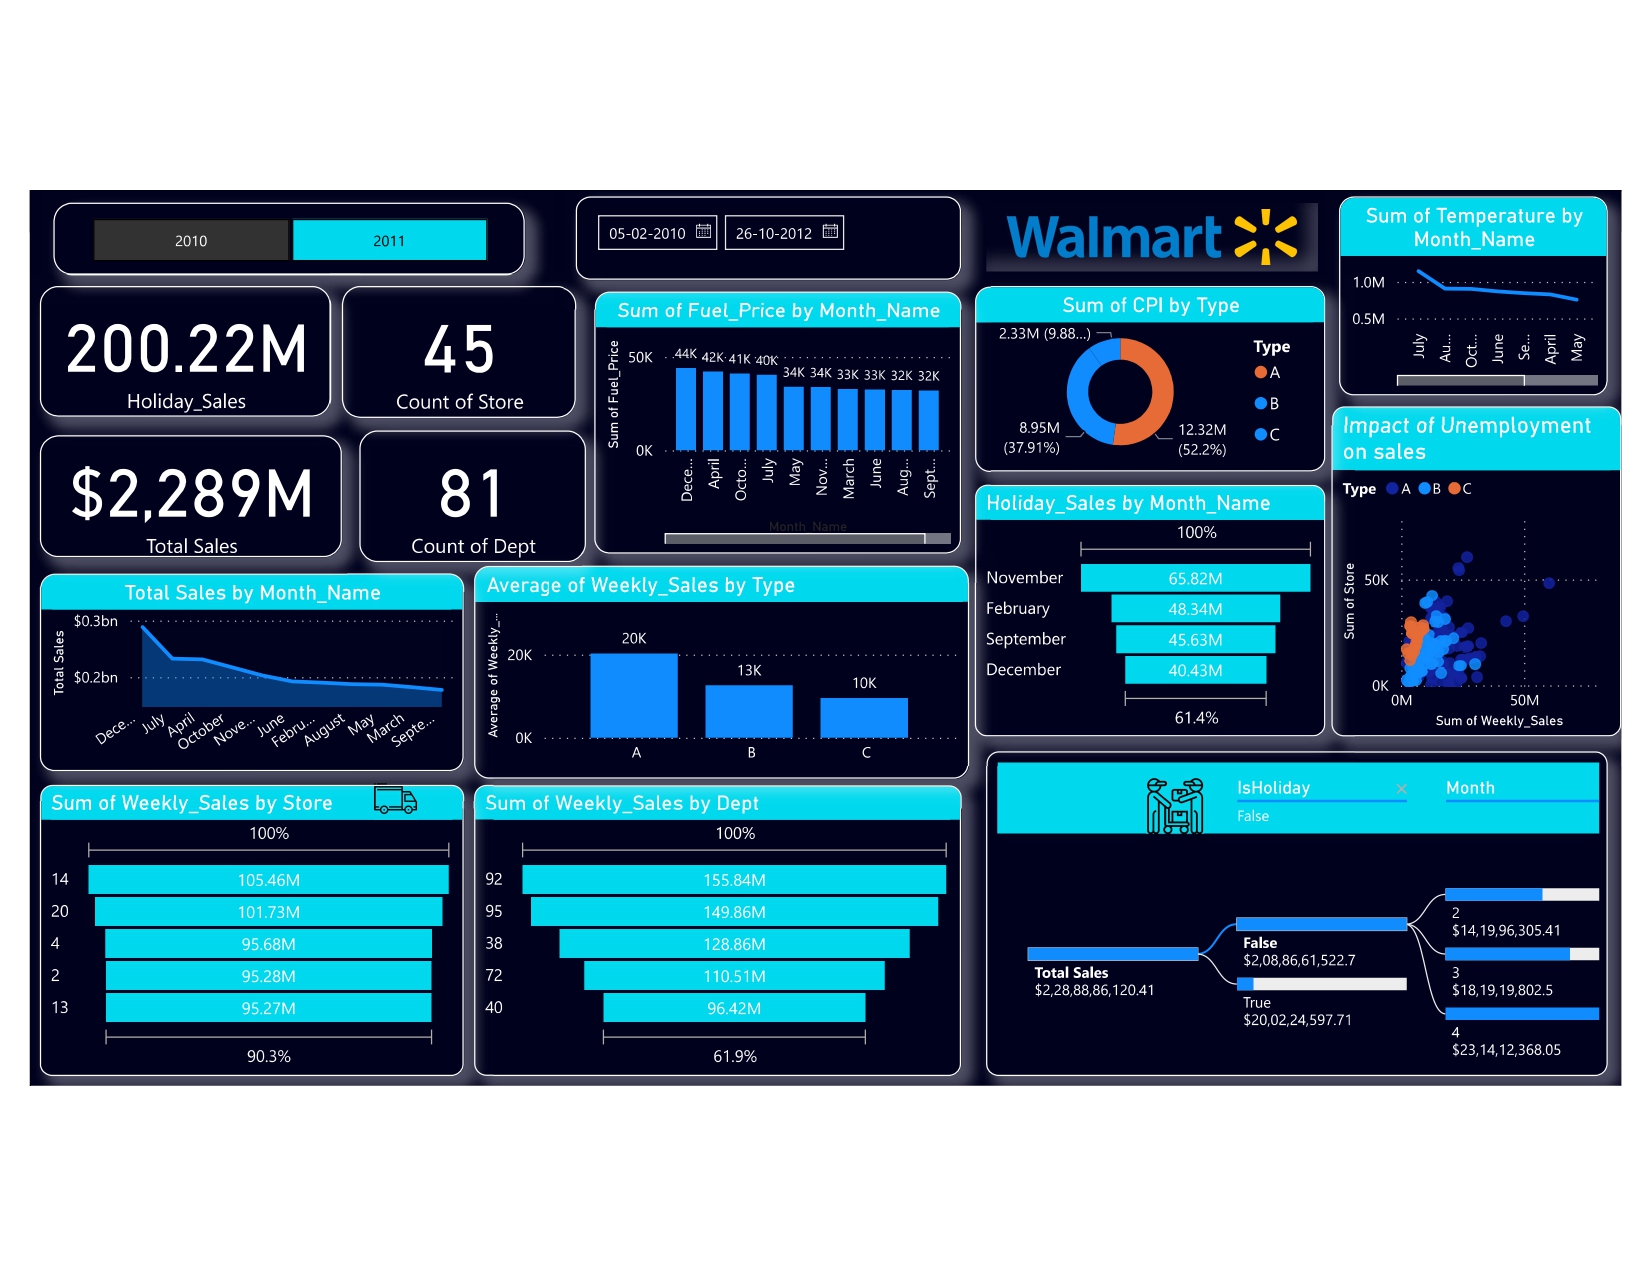 2010
2011
05-02-2010
26-10-2012
Walmart
200.22M
Holiday_Sales
45
Count of Store
$2,289M
Total Sales
81
Count of Dept
Sum of Fuel_Price by Month_Name
Sum of Fuel_Price
50K
0K
44K 42K 41K 40K 34K 34K 33K 33K 32K 32K
Dece... April Octo... July May Nov... March June Aug... Sept...
Month_Name
Sum of CPI by Type
2.33M (9.88...)
8.95M
(37.91%)
12.32M
(52.2%)
Type
A
B
C
Sum of Temperature by
Month_Name
1.0M
0.5M
July Au... Oct... June Se... April May
Impact of Unemployment
on sales
Type A B C
Sum of Store
50K
0K
0M 50M
Sum of Weekly_Sales
Holiday_Sales by Month_Name
100%
November 65.82M
February 48.34M
September 45.63M
December 40.43M
61.4%
Total Sales by Month_Name
Total Sales
$0.3bn
$0.2bn
Dece... July April October Nove... June Febru... August May March Septe...
Average of Weekly_Sales by Type
Average of Weekly_...
20K
0K
20K
13K
10K
A B C
Sum of Weekly_Sales by Store
100%
14 105.46M
20 101.73M
4 95.68M
2 95.28M
13 95.27M
90.3%
Sum of Weekly_Sales by Dept
100%
92 155.84M
95 149.86M
38 128.86M
72 110.51M
40 96.42M
61.9%
IsHoliday ×
False
Month
Total Sales
$2,28,88,86,120.41
False
$2,08,86,61,522.7
True
$20,02,24,597.71
2
$14,19,96,305.41
3
$18,19,19,802.5
4
$23,14,12,368.05